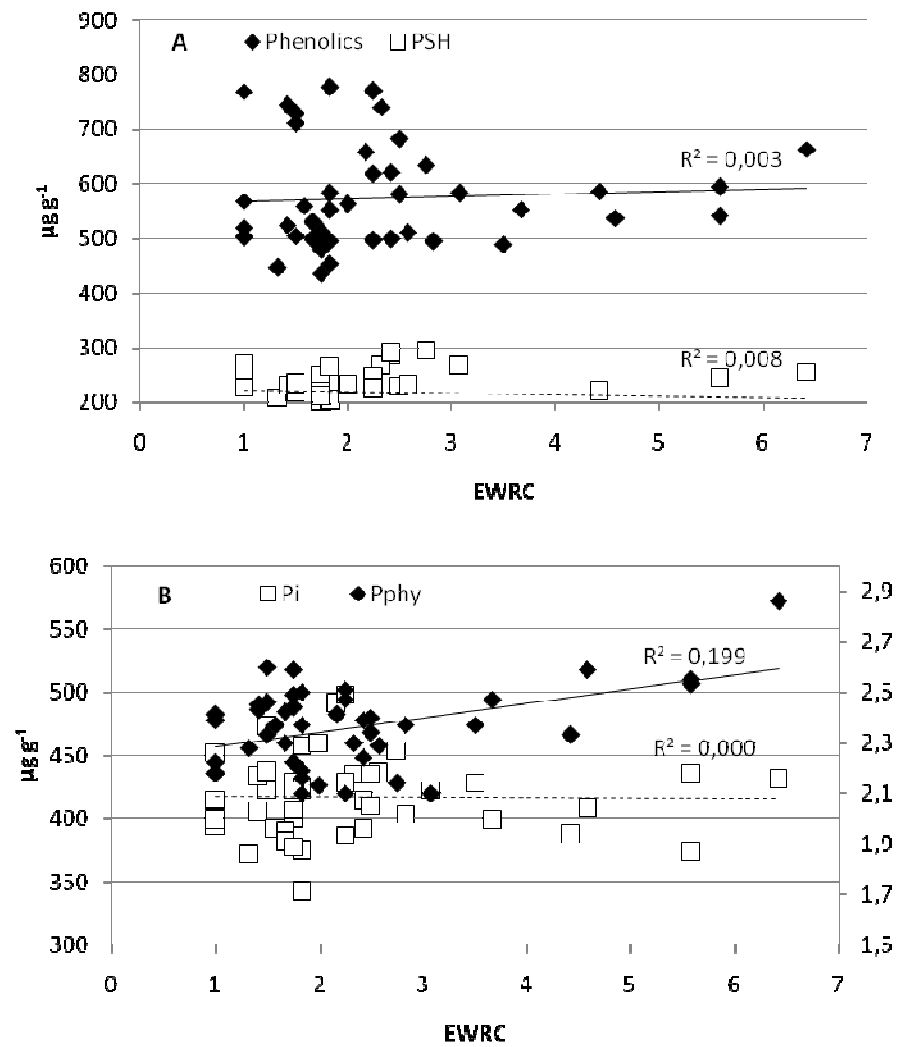 900
A Phenolics PSH
800
700
R² = 0,003
600
µg g⁻¹
500
400
300
R² = 0,008
200
0 1 2 3 4 5 6 7
EWRC
600
B Pi Pphy
2,9
550
2,7
R² = 0,199
500
2,5
µg g⁻¹
450
R² = 0,000
2,3
400
2,1
1,9
350
1,7
300
1,5
0 1 2 3 4 5 6 7
EWRC